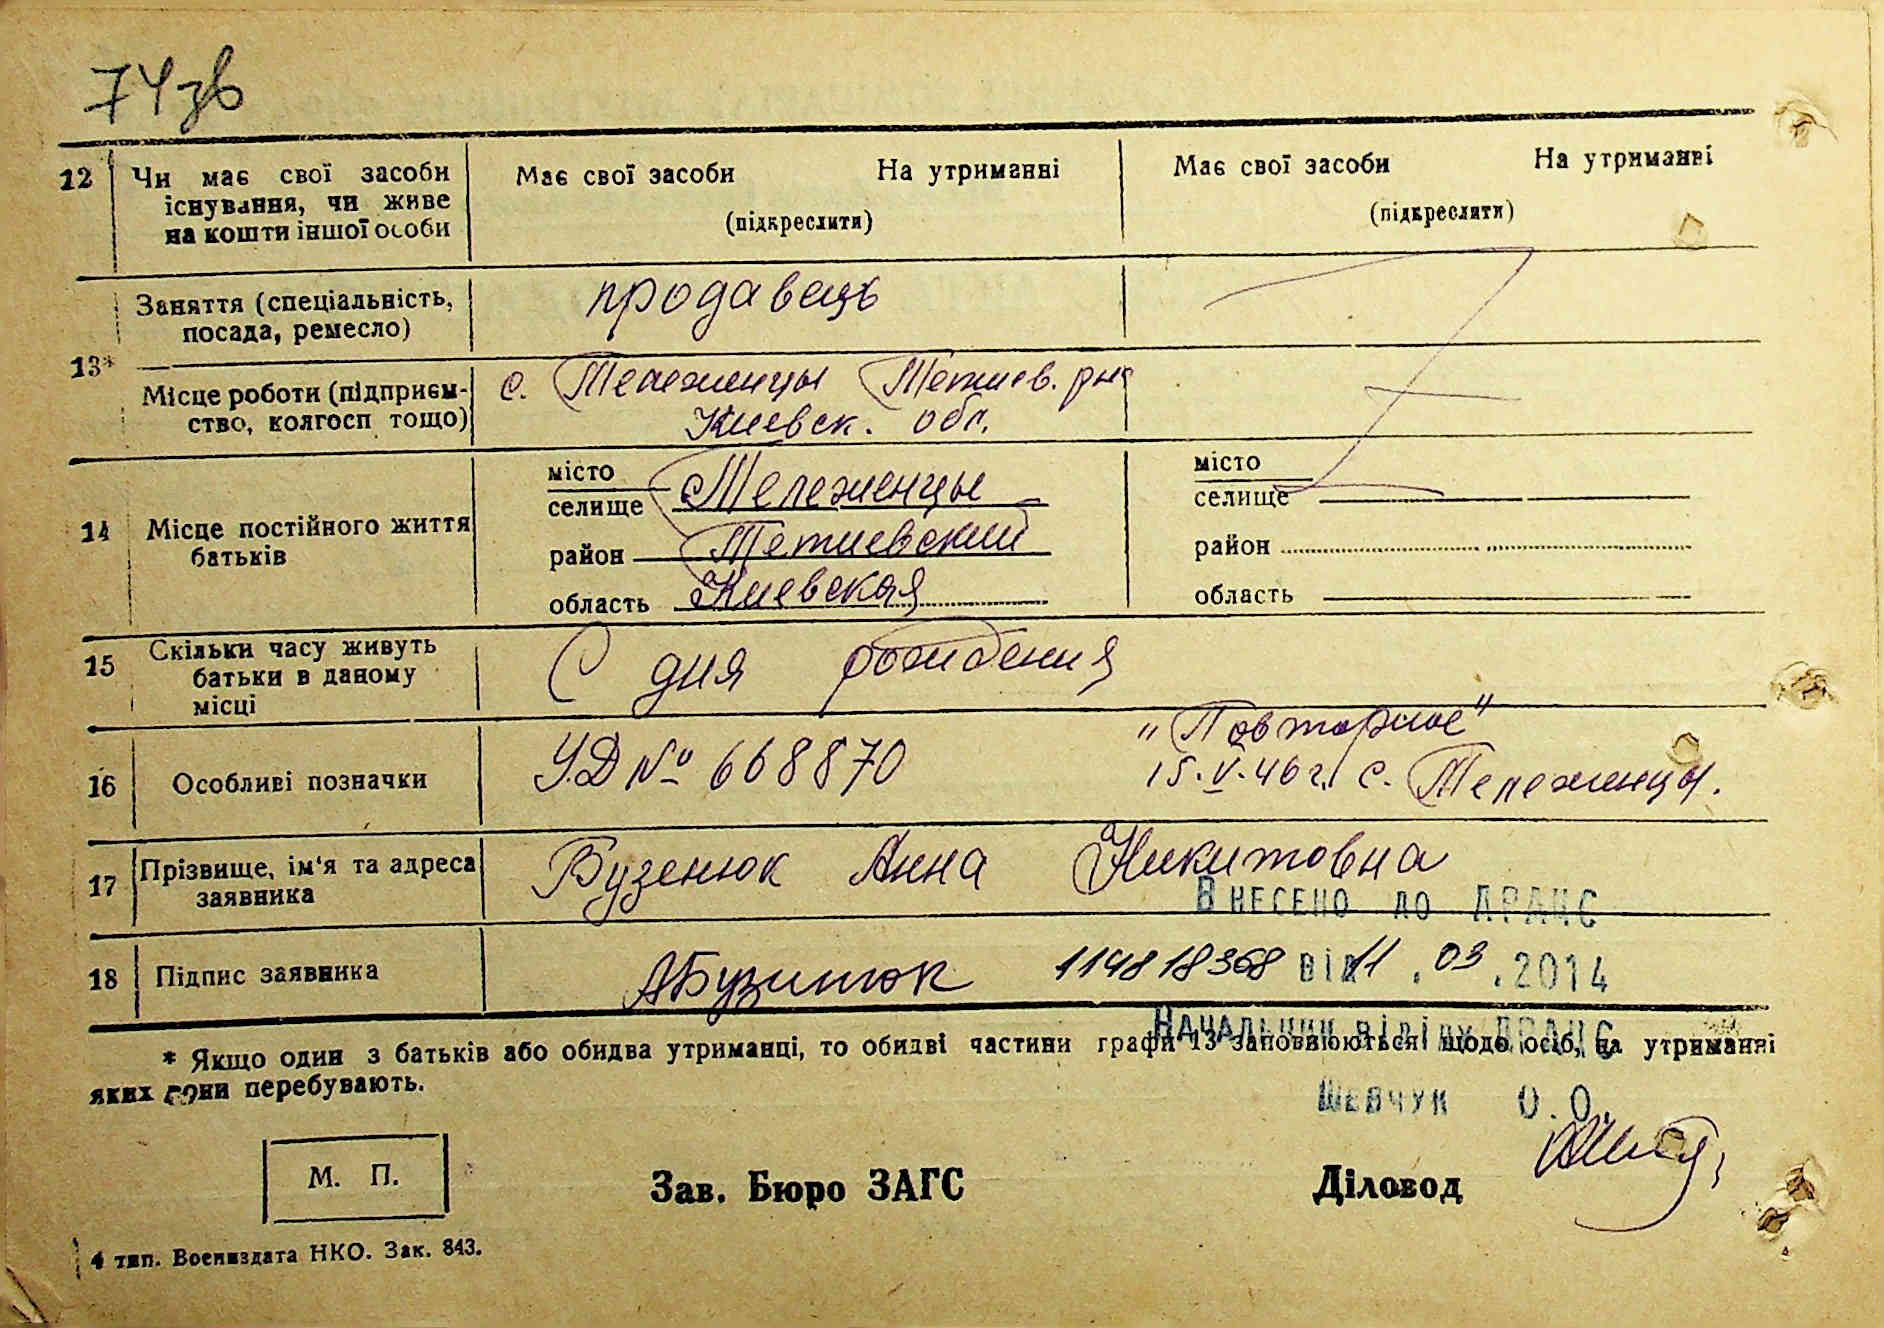 74зв
12 Чи має свої засоби існування, чи живе на кошти іншої особи
Має свої засоби На утриманні
(підкреслити)
Має свої засоби На утриманні
(підкреслити)
13*
Заняття (спеціальність, посада, ремесло)
продавець
Місце роботи (підприємство, колгосп тощо)
с. Тележенцы Тетиев. р-н
Киевск. обл.
14 Місце постійного життя батьків
місто
селище с Тележенцы
район Тетиевский
область Киевская
місто
селище
район
область
15 Скільки часу живуть батьки в даному місці
С дня рождения
16 Особливі позначки
УД № 668870
"Повторное"
15.V.46 г. с. Тележенцы.
17 Прізвище, ім'я та адреса заявника
Бузенюк Анна Никитовна
Внесено до ДРАЦС
18 Підпис заявника
АБузинюк
114818368 від 11.03.2014
Начальник відділу ДРАЦС
* Якщо один з батьків або обидва утриманці, то обидві частини графи 13 заповнюються щодо осіб, на утриманні
яких вони перебувають.
Шевчук О.О.
М. П.
Зав. Бюро ЗАГС
Діловод
4 тип. Воениздата НКО. Зак. 843.